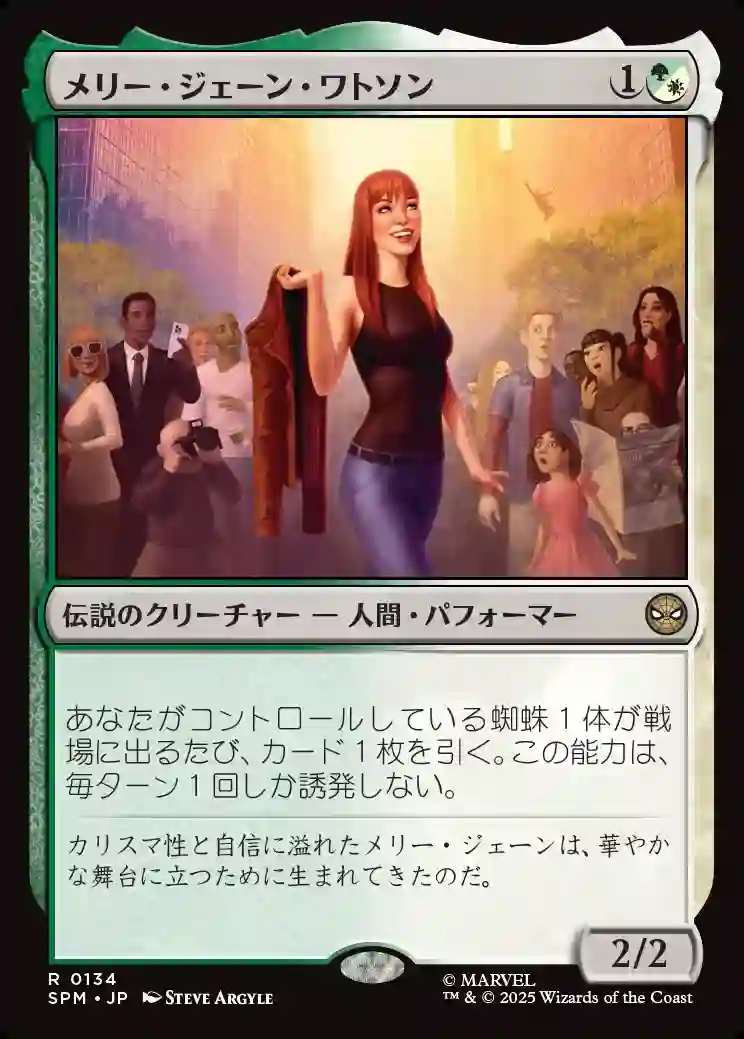 メリー・ジェーン・ワトソン 1
伝説のクリーチャー — 人間・パフォーマー
あなたがコントロールしている蜘蛛1体が戦
場に出るたび、カード1枚を引く。この能力は、
毎ターン1回しか誘発しない。
カリスマ性と自信に溢れたメリー・ジェーンは、華やか
な舞台に立つために生まれてきたのだ。
2/2
R 0134
SPM • JP STEVE ARGYLE
© MARVEL
™ & © 2025 Wizards of the Coast